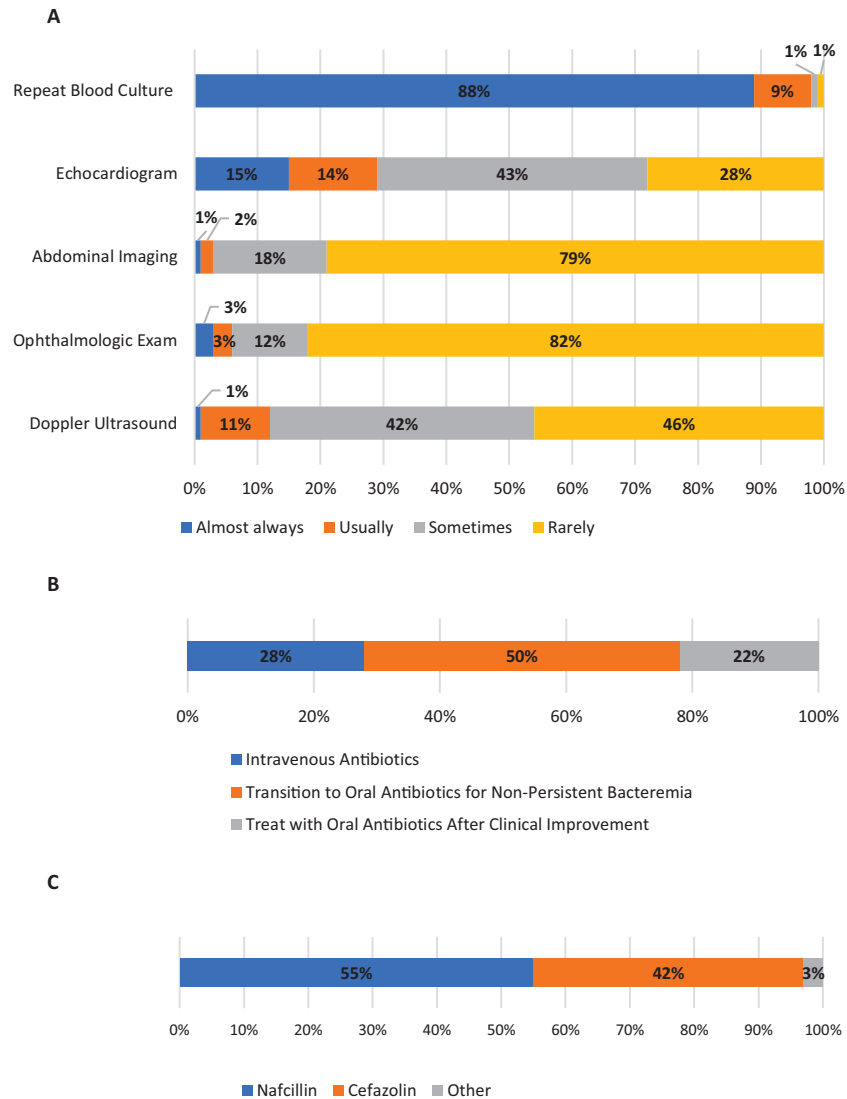 A
1% 1%
Repeat Blood Culture 88% 9%
Echocardiogram 15% 14% 43% 28%
1% 2%
Abdominal Imaging 18% 79%
3%
Ophthalmologic Exam 3% 12% 82%
1%
Doppler Ultrasound 11% 42% 46%
0% 10% 20% 30% 40% 50% 60% 70% 80% 90% 100%
Almost always Usually Sometimes Rarely
B
28% 50% 22%
0% 20% 40% 60% 80% 100%
Intravenous Antibiotics
Transition to Oral Antibiotics for Non-Persistent Bacteremia
Treat with Oral Antibiotics After Clinical Improvement
C
55% 42% 3%
0% 10% 20% 30% 40% 50% 60% 70% 80% 90% 100%
Nafcillin Cefazolin Other